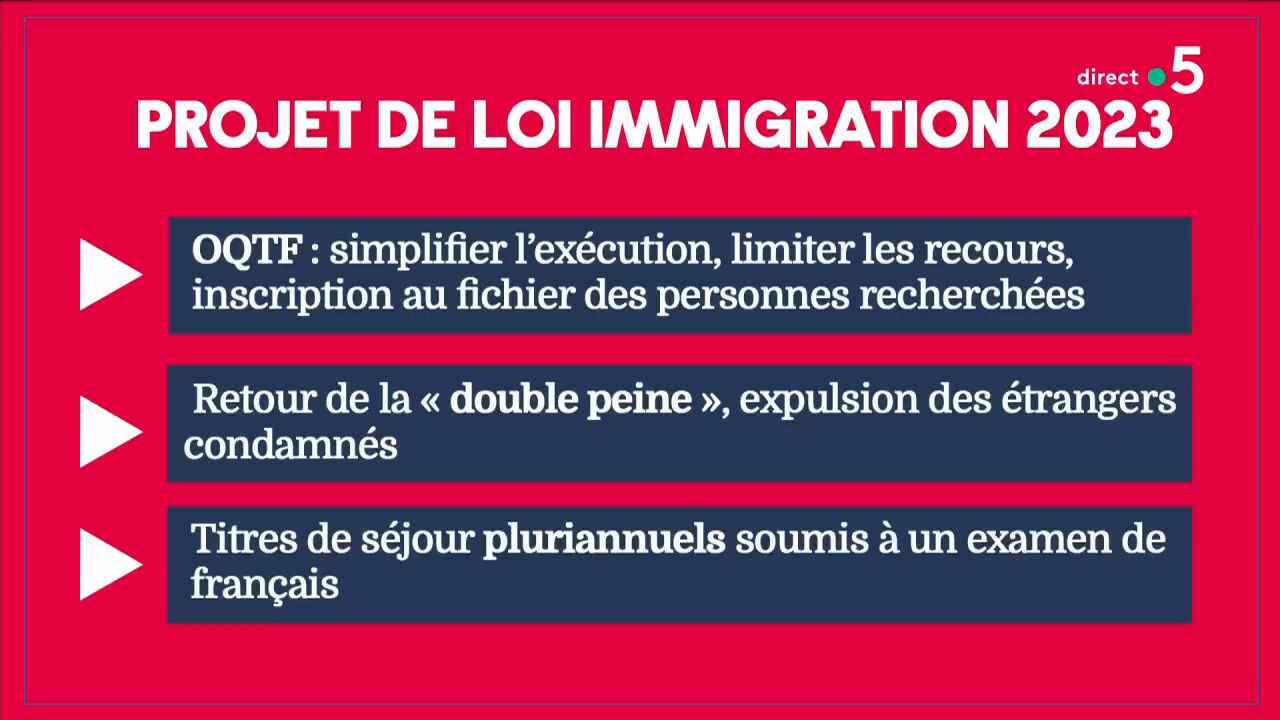 direct 5
PROJET DE LOI IMMIGRATION 2023
OQTF : simplifier l’exécution, limiter les recours,
inscription au fichier des personnes recherchées
Retour de la « double peine », expulsion des étrangers
condamnés
Titres de séjour pluriannuels soumis à un examen de
français